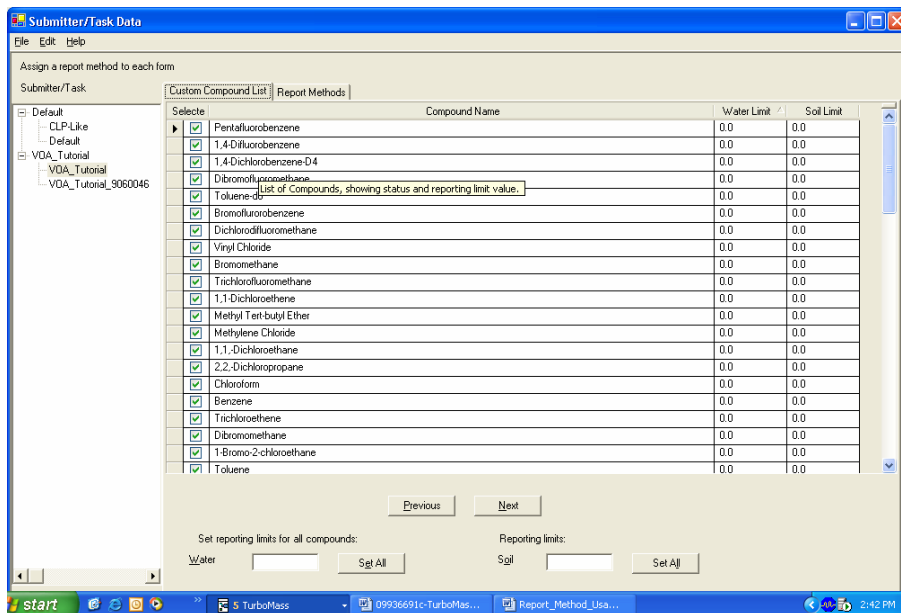 Submitter/Task Data
File Edit Help
Assign a report method to each form
Submitter/Task
Custom Compound List Report Methods
Default
CLP-Like
Default
VOA_Tutorial
VOA_Tutorial
VOA_Tutorial_9060046
Selecte Compound Name Water Limit Soil Limit
Pentafluorobenzene 0.0 0.0
1,4-Difluorobenzene 0.0 0.0
1,4-Dichlorobenzene-D4 0.0 0.0
Dibromofluoromethane 0.0 0.0
List of Compounds, showing status and reporting limit value.
Toluene-d8 0.0 0.0
Bromoflurorobenzene 0.0 0.0
Dichlorodifluoromethane 0.0 0.0
Vinyl Chloride 0.0 0.0
Bromomethane 0.0 0.0
Trichlorofluoromethane 0.0 0.0
1,1-Dichloroethene 0.0 0.0
Methyl Tert-butyl Ether 0.0 0.0
Methylene Chloride 0.0 0.0
1,1,-Dichloroethane 0.0 0.0
2,2,-Dichloropropane 0.0 0.0
Chloroform 0.0 0.0
Benzene 0.0 0.0
Trichloroethene 0.0 0.0
Dibromomethane 0.0 0.0
1-Bromo-2-chloroethane 0.0 0.0
Toluene 0.0 0.0
Previous Next
Set reporting limits for all compounds: Reporting limits:
Water Set All Soil Set All
start 5 TurboMass 09936691c-TurboMas... Report_Method_Usa... 2:42 PM